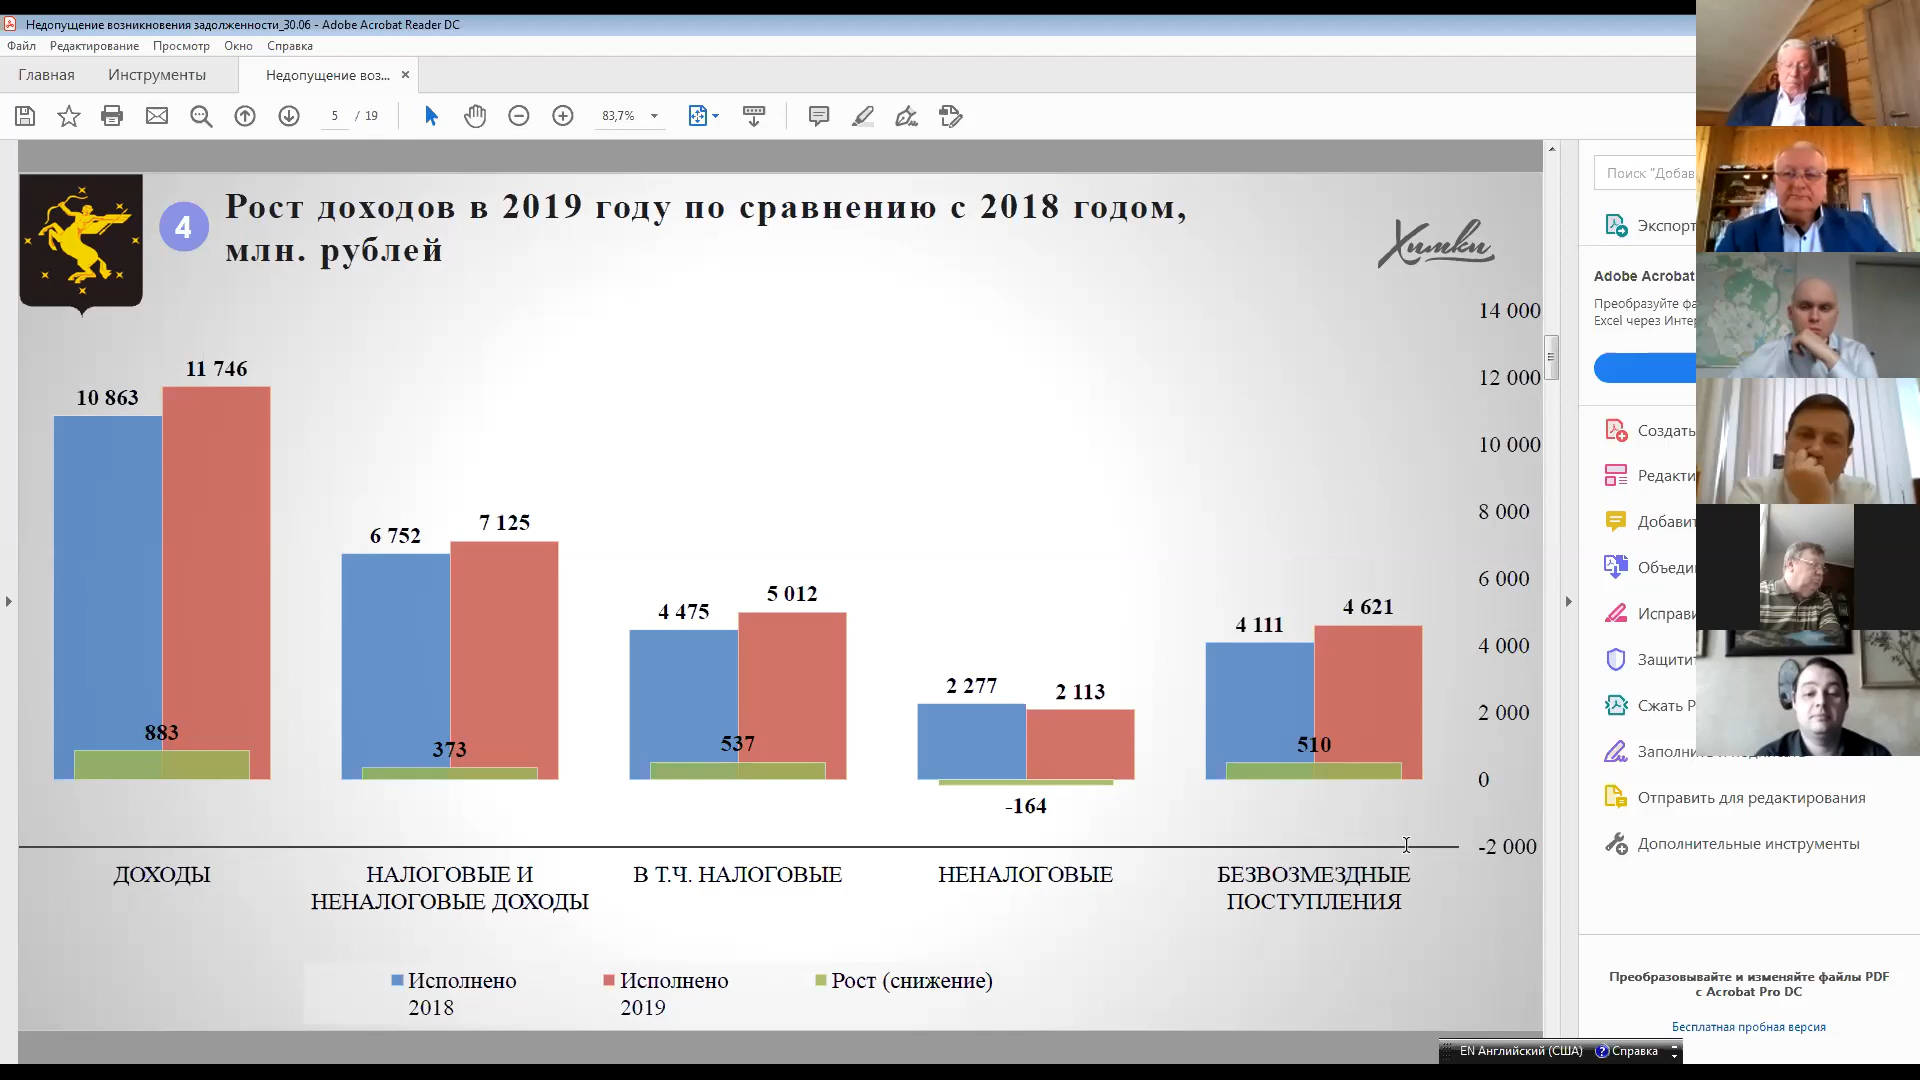 Недопущение возникновения задолженности_30.06 - Adobe Acrobat Reader DC
Файл Редактирование Просмотр Окно Справка
Главная Инструменты Недопущение воз... ×
5 / 19 83,7%
4
Рост доходов в 2019 году по сравнению с 2018 годом,
млн. рублей
Химки
14 000
12 000
10 000
8 000
6 000
4 000
2 000
0
-2 000
10 863
11 746
883
6 752
7 125
373
4 475
5 012
537
2 277
2 113
-164
4 111
4 621
510
ДОХОДЫ
НАЛОГОВЫЕ И
НЕНАЛОГОВЫЕ ДОХОДЫ
В Т.Ч. НАЛОГОВЫЕ
НЕНАЛОГОВЫЕ
БЕЗВОЗМЕЗДНЫЕ
ПОСТУПЛЕНИЯ
Исполнено
2018
Исполнено
2019
Рост (снижение)
Поиск "Добав
Экспорт
Adobe Acrobat
Преобразуйте фа
Excel через Инте
Создать
Редакти
Добавит
Объеди
Исправи
Защитит
Сжать P
Отправить для редактирования
Дополнительные инструменты
Преобразовывайте и изменяйте файлы PDF
с Acrobat Pro DC
Бесплатная пробная версия
EN Английский (США) Справка